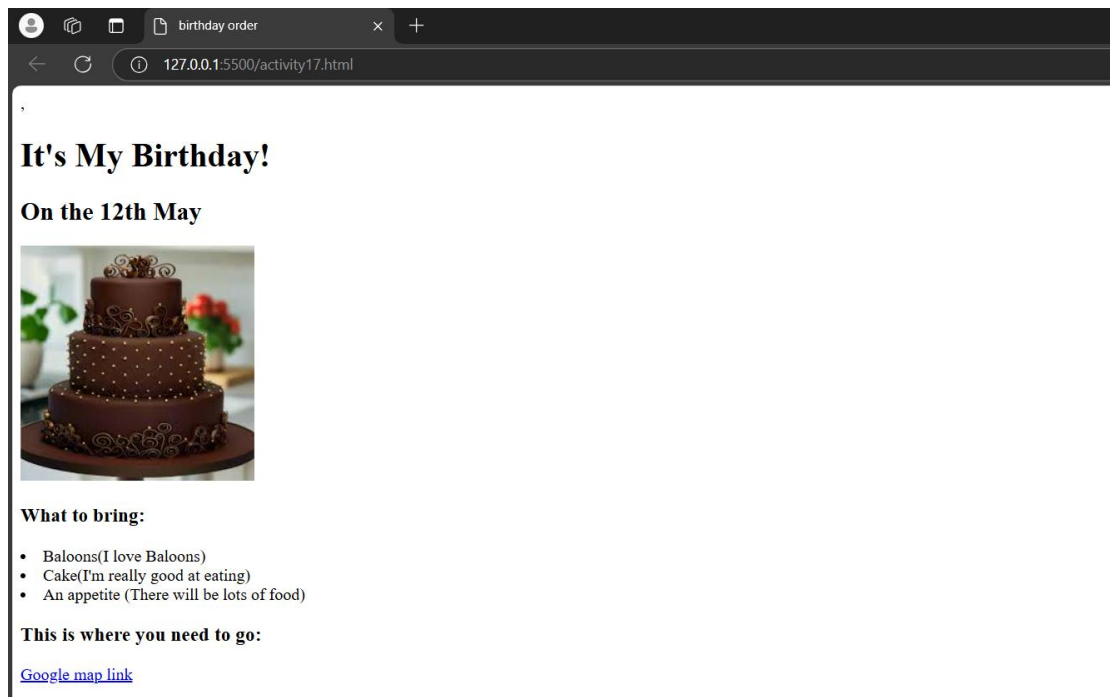 birthday order
127.0.0.1:5500/activity17.html
,
It's My Birthday!
On the 12th May
What to bring:
• Baloons(I love Baloons)
• Cake(I'm really good at eating)
• An appetite (There will be lots of food)
This is where you need to go:
Google map link